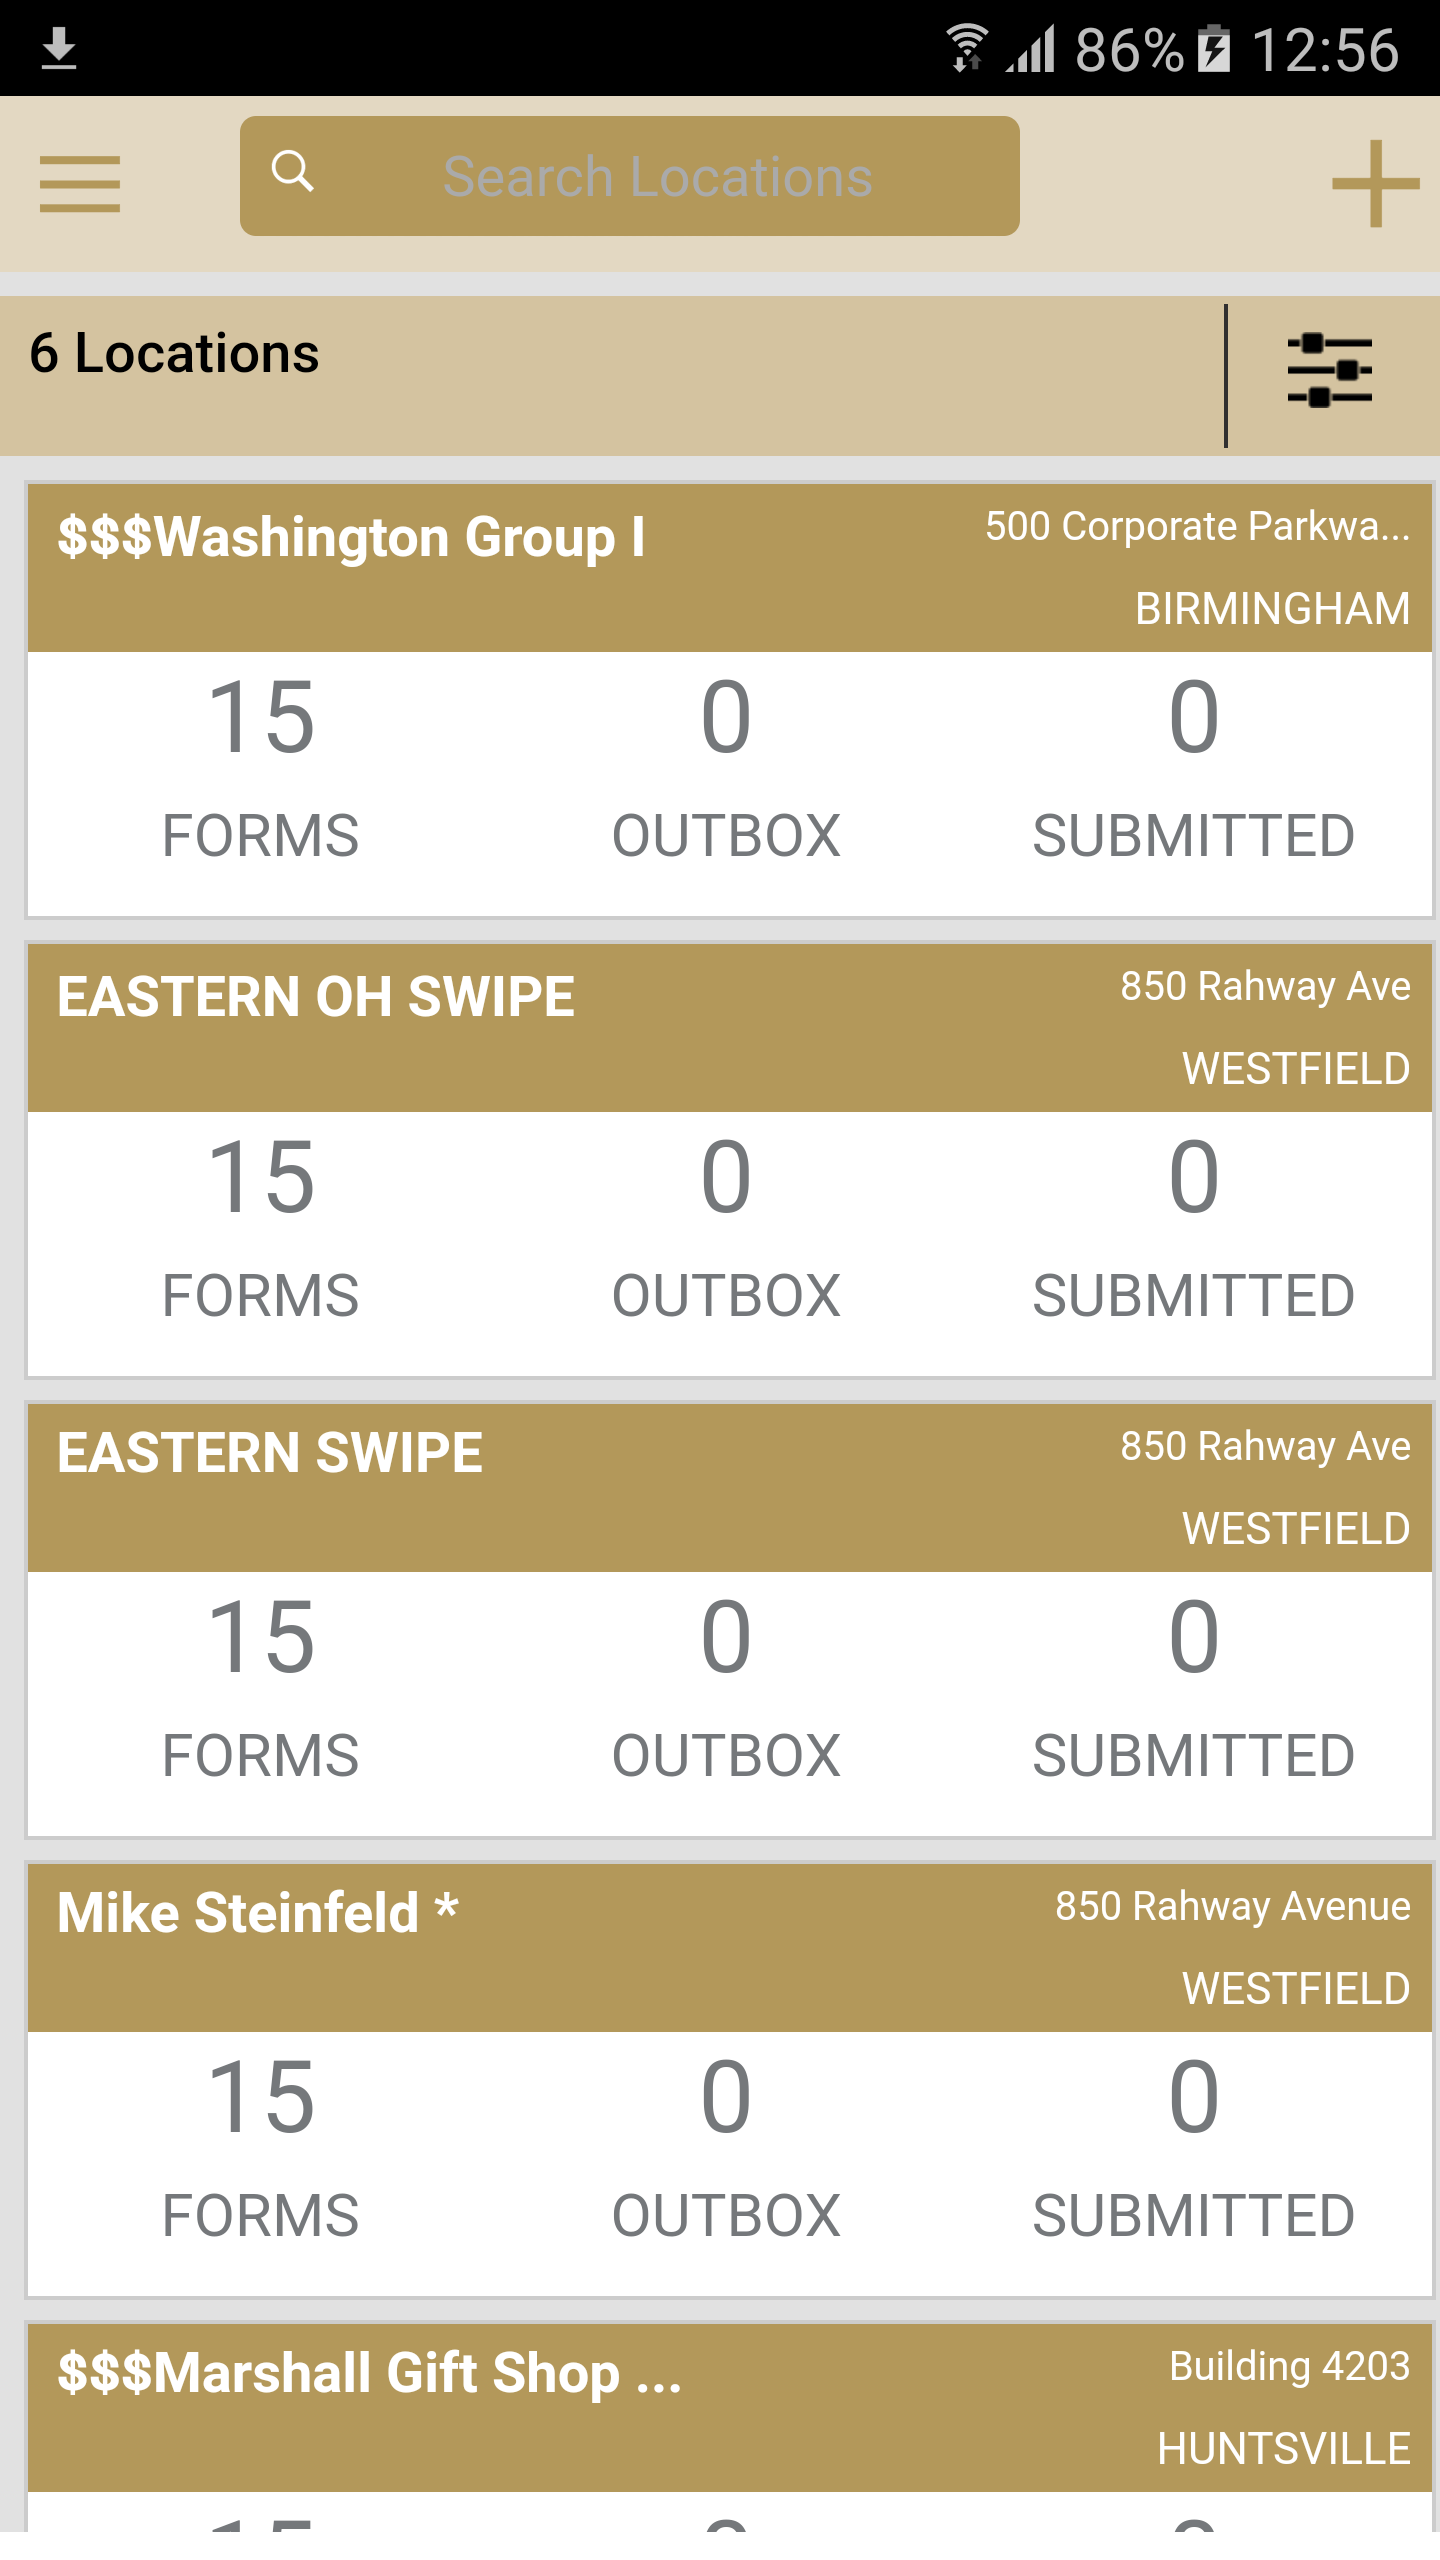 86% 12:56
Search Locations
6 Locations
$$$Washington Group I
500 Corporate Parkwa...
BIRMINGHAM
15 0 0
FORMS OUTBOX SUBMITTED
EASTERN OH SWIPE
850 Rahway Ave
WESTFIELD
15 0 0
FORMS OUTBOX SUBMITTED
EASTERN SWIPE
850 Rahway Ave
WESTFIELD
15 0 0
FORMS OUTBOX SUBMITTED
Mike Steinfeld *
850 Rahway Avenue
WESTFIELD
15 0 0
FORMS OUTBOX SUBMITTED
$$$Marshall Gift Shop ...
Building 4203
HUNTSVILLE